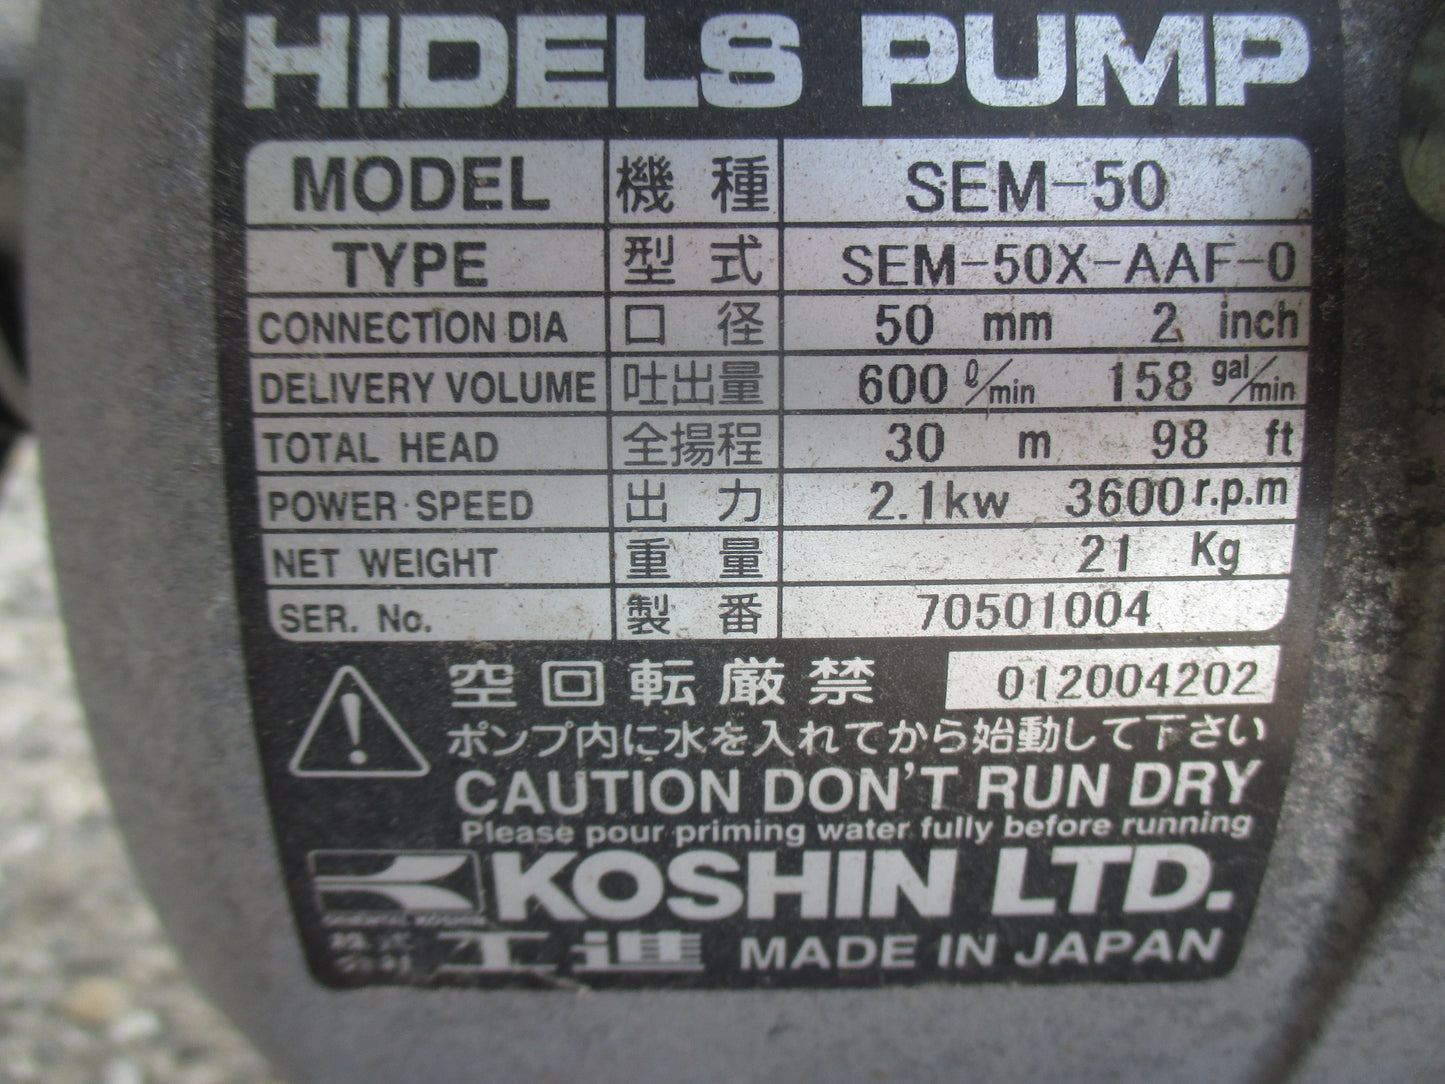 HIDELS PUMP
MODEL 機種 SEM-50
TYPE 型式 SEM-50X-AAF-0
CONNECTION DIA 口径 50 mm 2 inch
DELIVERY VOLUME 吐出量 600 ℓ/min 158 gal/min
TOTAL HEAD 全揚程 30 m 98 ft
POWER·SPEED 出力 2.1kw 3600 r.p.m
NET WEIGHT 重量 21 Kg
SER. No. 製番 70501004
空回転厳禁 012004202
ポンプ内に水を入れてから始動して下さい
CAUTION DON'T RUN DRY
Please pour priming water fully before running
KOSHIN LTD.
ORIENTAL KOSHIN
株式会社 工進 MADE IN JAPAN